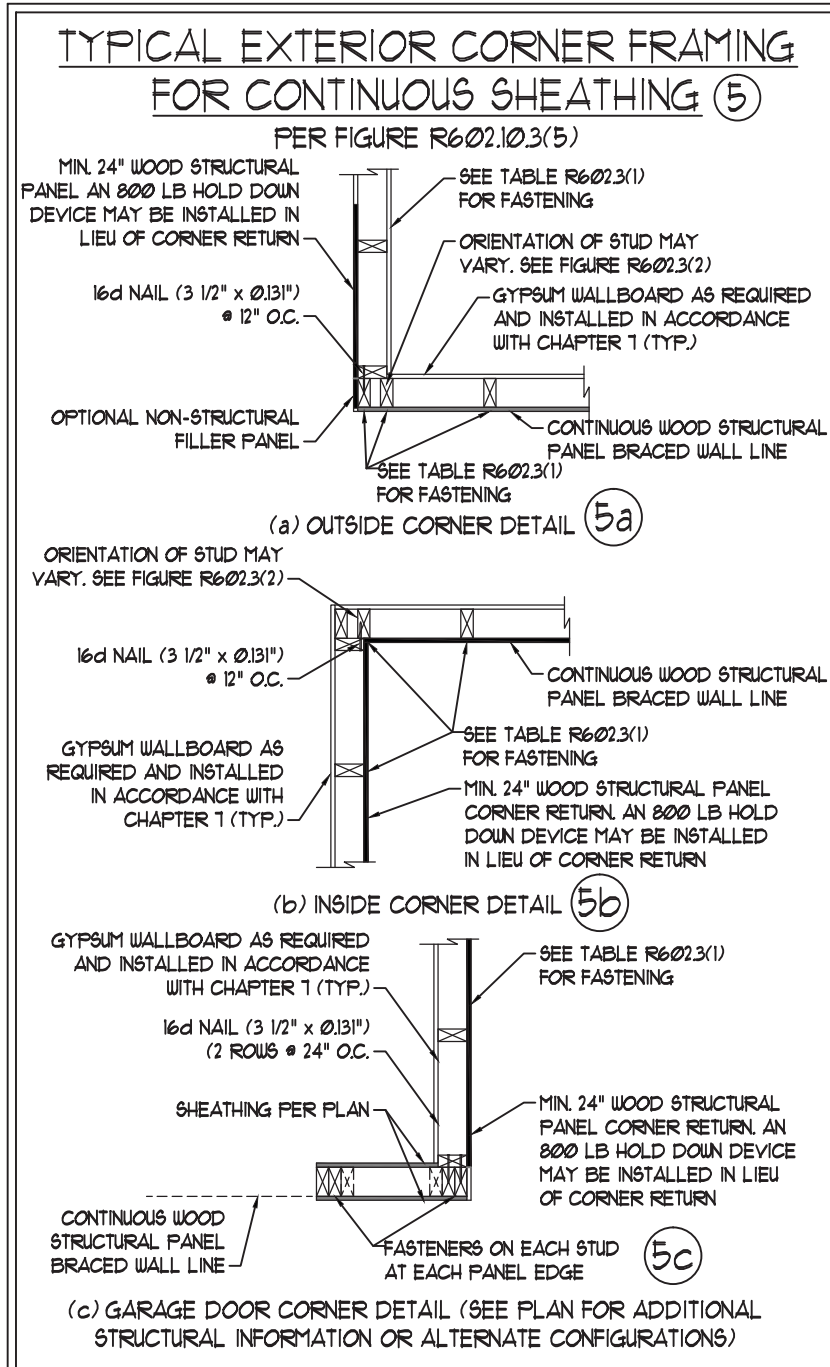 TYPICAL EXTERIOR CORNER FRAMING
FOR CONTINUOUS SHEATHING 5
PER FIGURE R602.10.3(5)
MIN. 24" WOOD STRUCTURAL
PANEL AN 800 LB HOLD DOWN
DEVICE MAY BE INSTALLED IN
LIEU OF CORNER RETURN
SEE TABLE R602.3(1)
FOR FASTENING
ORIENTATION OF STUD MAY
VARY. SEE FIGURE R602.3(2)
16d NAIL (3 1/2" x Ø.131")
@ 12" O.C.
GYPSUM WALLBOARD AS REQUIRED
AND INSTALLED IN ACCORDANCE
WITH CHAPTER 7 (TYP.)
OPTIONAL NON-STRUCTURAL
FILLER PANEL
CONTINUOUS WOOD STRUCTURAL
PANEL BRACED WALL LINE
SEE TABLE R602.3(1)
FOR FASTENING
(a) OUTSIDE CORNER DETAIL 5a
ORIENTATION OF STUD MAY
VARY. SEE FIGURE R602.3(2)
16d NAIL (3 1/2" x Ø.131")
@ 12" O.C.
CONTINUOUS WOOD STRUCTURAL
PANEL BRACED WALL LINE
GYPSUM WALLBOARD AS
REQUIRED AND INSTALLED
IN ACCORDANCE WITH
CHAPTER 7 (TYP.)
SEE TABLE R602.3(1)
FOR FASTENING
MIN. 24" WOOD STRUCTURAL PANEL
CORNER RETURN. AN 800 LB HOLD
DOWN DEVICE MAY BE INSTALLED
IN LIEU OF CORNER RETURN
(b) INSIDE CORNER DETAIL 5b
GYPSUM WALLBOARD AS REQUIRED
AND INSTALLED IN ACCORDANCE
WITH CHAPTER 7 (TYP.)
SEE TABLE R602.3(1)
FOR FASTENING
16d NAIL (3 1/2" x Ø.131")
(2 ROWS @ 24" O.C.
SHEATHING PER PLAN
MIN. 24" WOOD STRUCTURAL
PANEL CORNER RETURN. AN
800 LB HOLD DOWN DEVICE
MAY BE INSTALLED IN LIEU
OF CORNER RETURN
CONTINUOUS WOOD
STRUCTURAL PANEL
BRACED WALL LINE
FASTENERS ON EACH STUD
AT EACH PANEL EDGE
5c
(c) GARAGE DOOR CORNER DETAIL (SEE PLAN FOR ADDITIONAL
STRUCTURAL INFORMATION OR ALTERNATE CONFIGURATIONS)